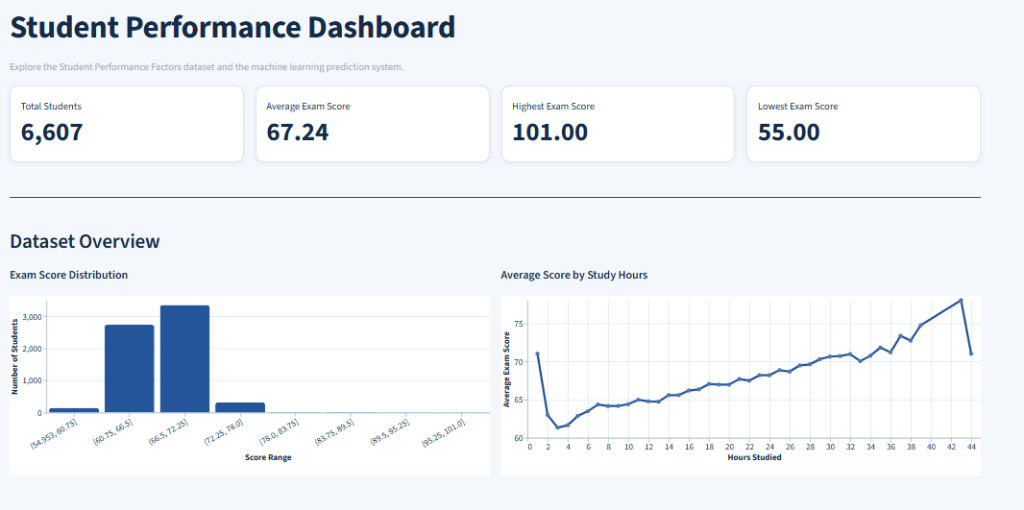 Student Performance Dashboard
Explore the Student Performance Factors dataset and the machine learning prediction system.
Total Students
6,607
Average Exam Score
67.24
Highest Exam Score
101.00
Lowest Exam Score
55.00
Dataset Overview
Exam Score Distribution
Number of Students
3,000
2,000
1,000
0
(54.953, 60.75]
(60.75, 66.5]
(66.5, 72.25]
(72.25, 78.0]
(78.0, 83.75]
(83.75, 89.5]
(89.5, 95.25]
(95.25, 101.0]
Score Range
Average Score by Study Hours
Average Exam Score
75
70
65
60
0 2 4 6 8 10 12 14 16 18 20 22 24 26 28 30 32 34 36 38 40 42 44
Hours Studied